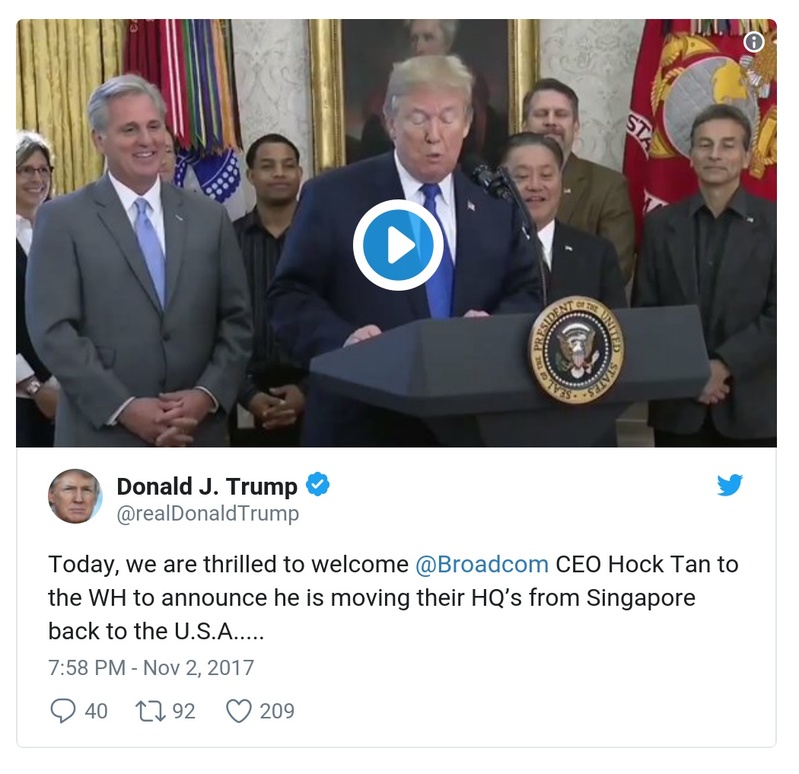 STA
SEAL OF THE PRESIDENT OF THE UNITED STATES
Donald J. Trump
@realDonaldTrump
Today, we are thrilled to welcome @Broadcom CEO Hock Tan to
the WH to announce he is moving their HQ’s from Singapore
back to the U.S.A.....
7:58 PM - Nov 2, 2017
40 92 209